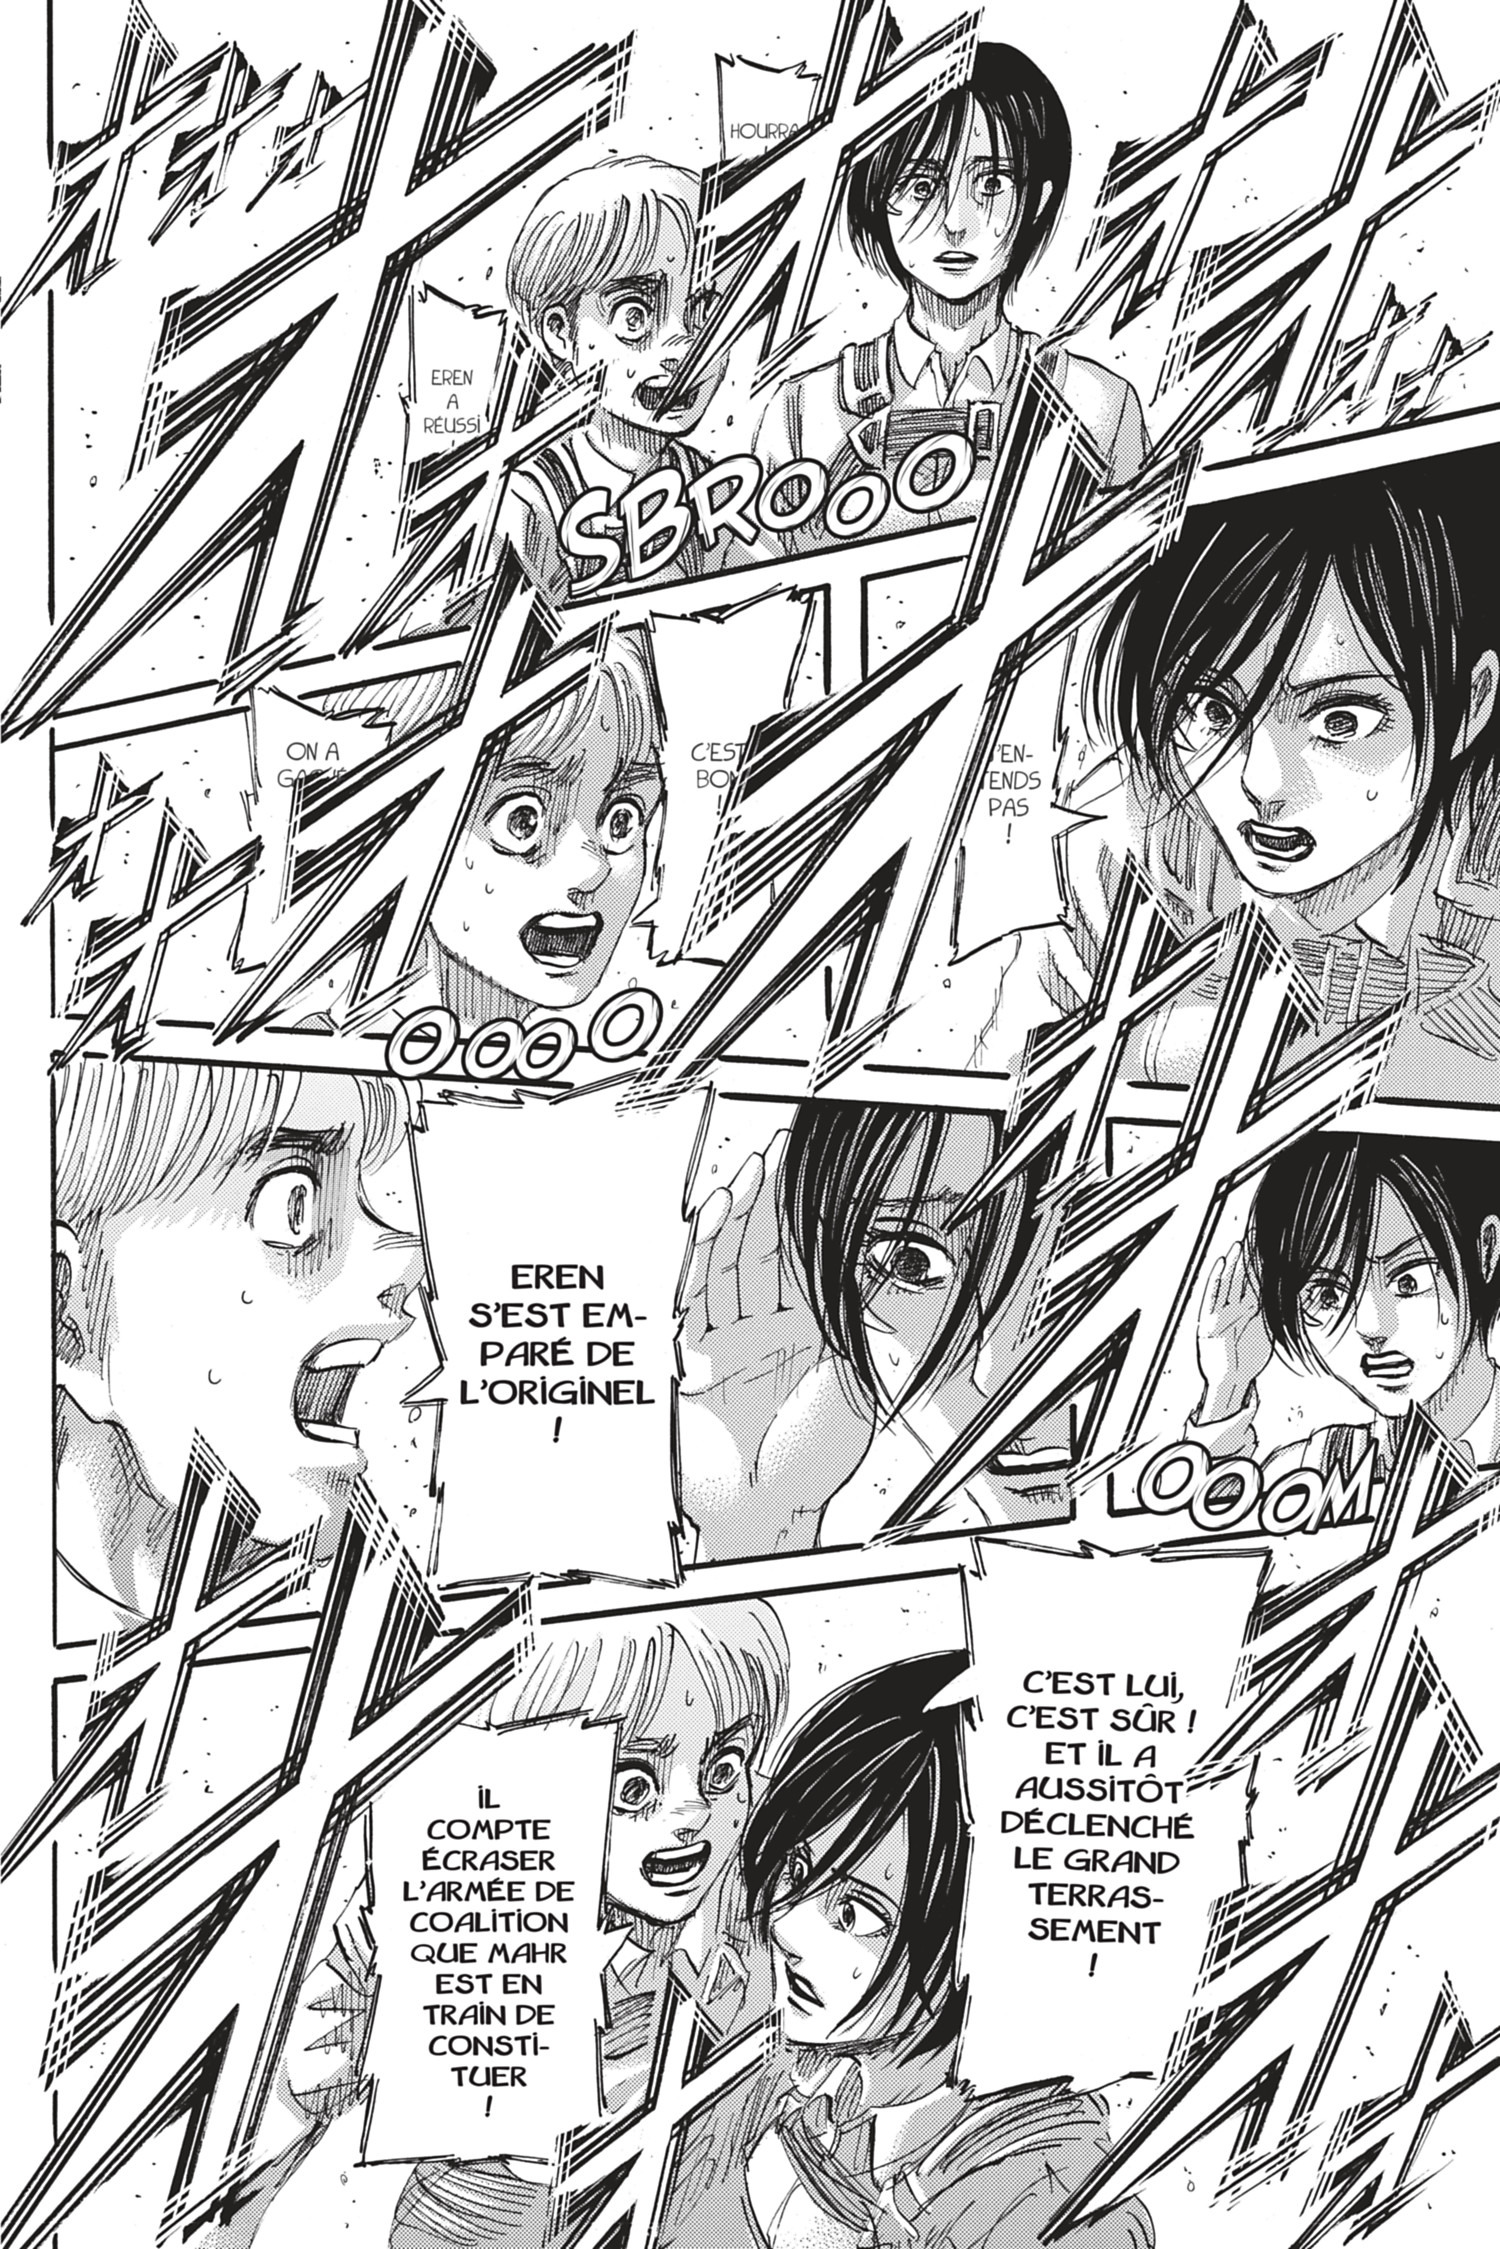 HOURRA
EREN
A
RÉUSSI
!
SBROOO
'EN-
TENDS
PAS
!
C'EST
BON
!
ON A
OOOOO
OOOM
EREN
S'EST EM-
PARÉ DE
L'ORIGINEL
!
C'EST LUI,
C'EST SÛR !
ET IL A
AUSSITÔT
DÉCLENCHÉ
LE GRAND
TERRAS-
SEMENT
!
IL
COMPTE
ÉCRASER
L'ARMÉE DE
COALITION
QUE MAHR
EST EN
TRAIN DE
CONSTI-
TUER
!